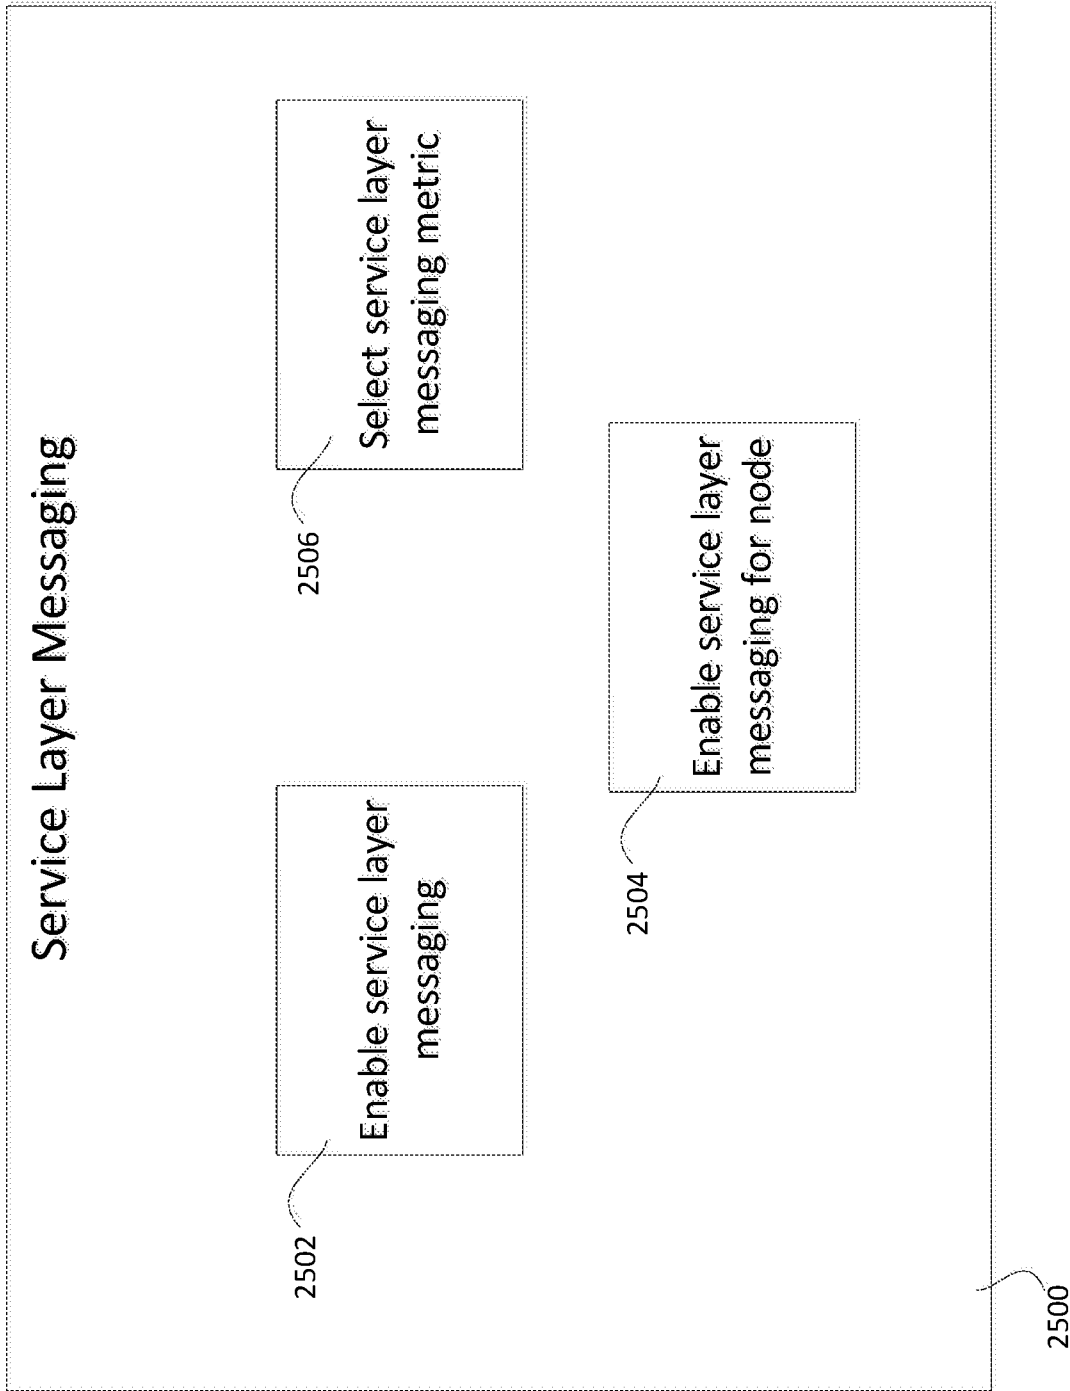 Service Layer Messaging
2502
Enable service layer
messaging
2506
Select service layer
messaging metric
2504
Enable service layer
messaging for node
2500